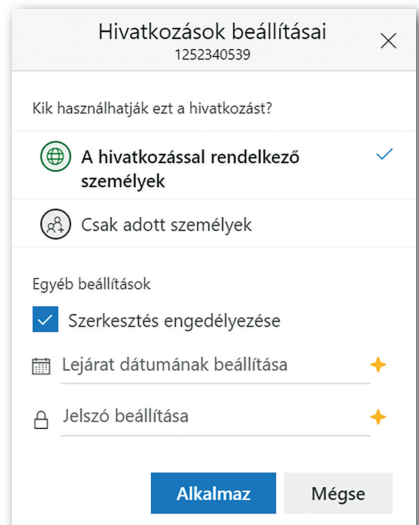 Hivatkozások beállításai
1252340539
Kik használhatják ezt a hivatkozást?
A hivatkozással rendelkező
személyek
Csak adott személyek
Egyéb beállítások
Szerkesztés engedélyezése
Lejárat dátumának beállítása
Jelszó beállítása
Alkalmaz
Mégse